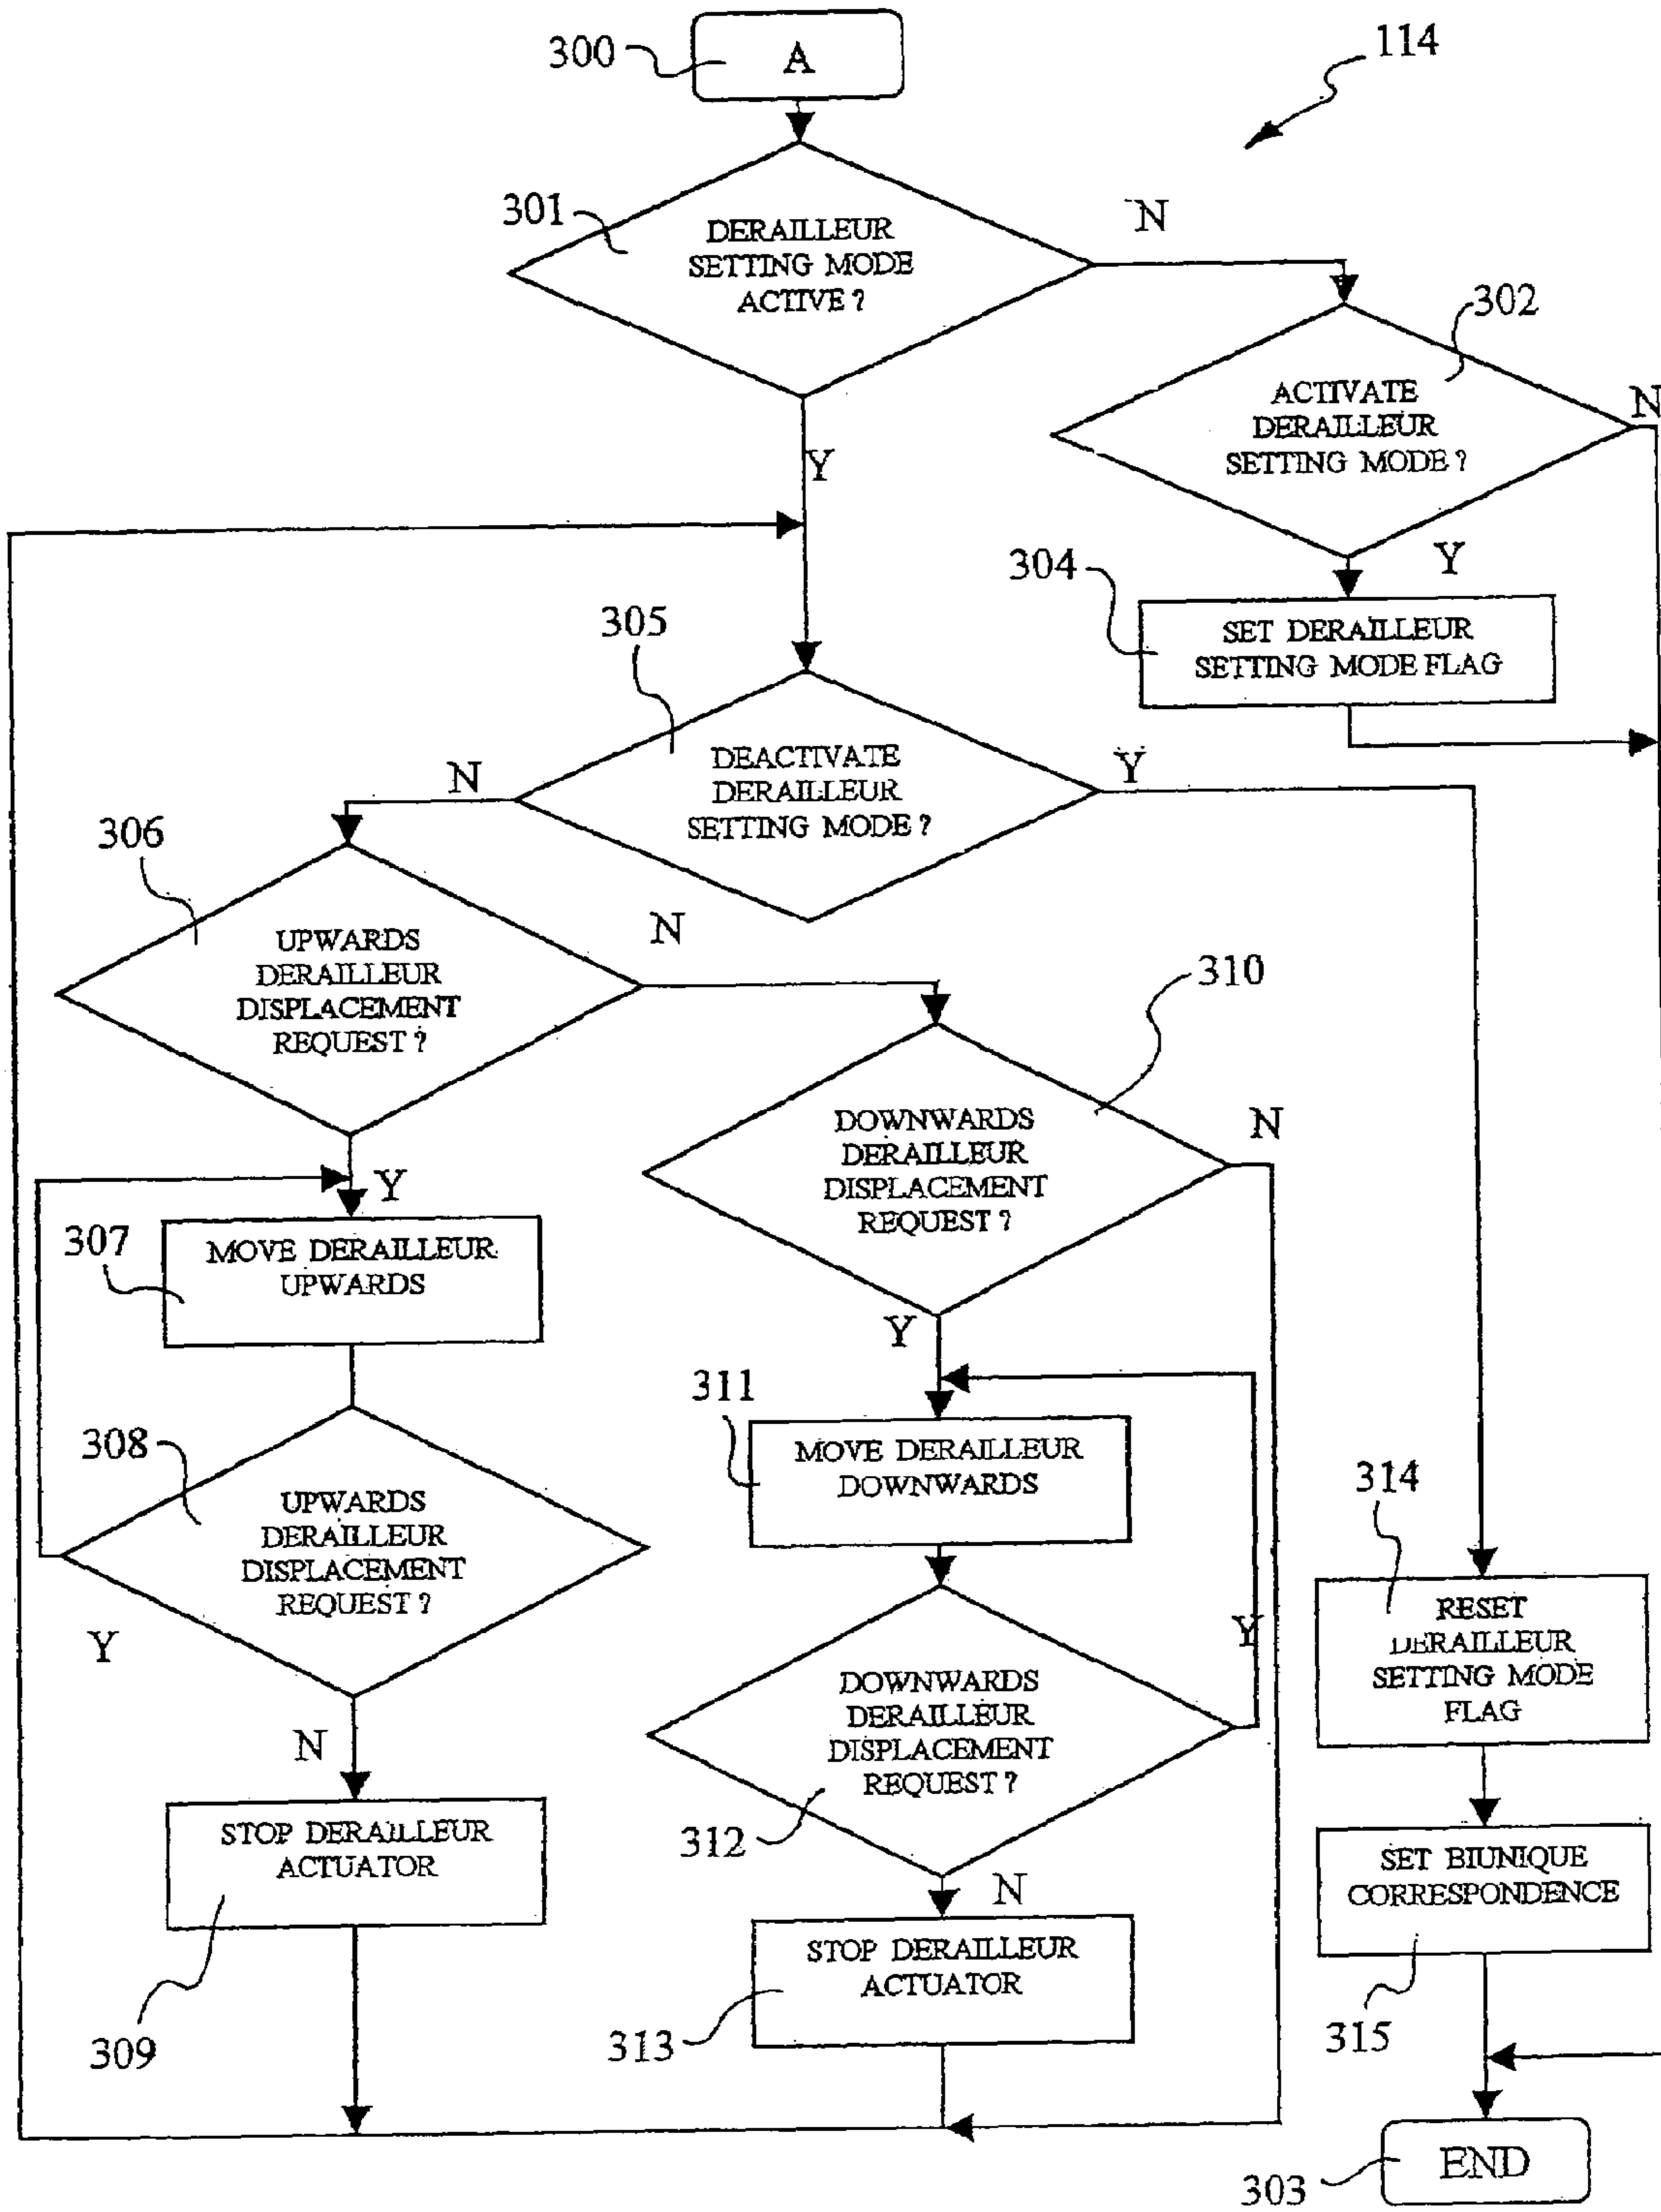 300
A
114
301
DERAILLEUR
SETTING MODE
ACTIVE ?
N
302
ACTIVATE
DERAILLEUR
SETTING MODE ?
N
Y
Y
304
SET DERAILLEUR
SETTING MODE FLAG
305
DEACTIVATE
DERAILLEUR
SETTING MODE ?
N
Y
306
UPWARDS
DERAILLEUR
DISPLACEMENT
REQUEST ?
N
310
DOWNWARDS
DERAILLEUR
DISPLACEMENT
REQUEST ?
N
Y
307
MOVE DERAILLEUR
UPWARDS
Y
311
MOVE DERAILLEUR
DOWNWARDS
308
UPWARDS
DERAILLEUR
DISPLACEMENT
REQUEST ?
Y
N
314
RESET
DERAILLEUR
SETTING MODE
FLAG
Y
312
DOWNWARDS
DERAILLEUR
DISPLACEMENT
REQUEST ?
N
309
STOP DERAILLEUR
ACTUATOR
SET BIUNIQUE
CORRESPONDENCE
315
313
STOP DERAILLEUR
ACTUATOR
303
END